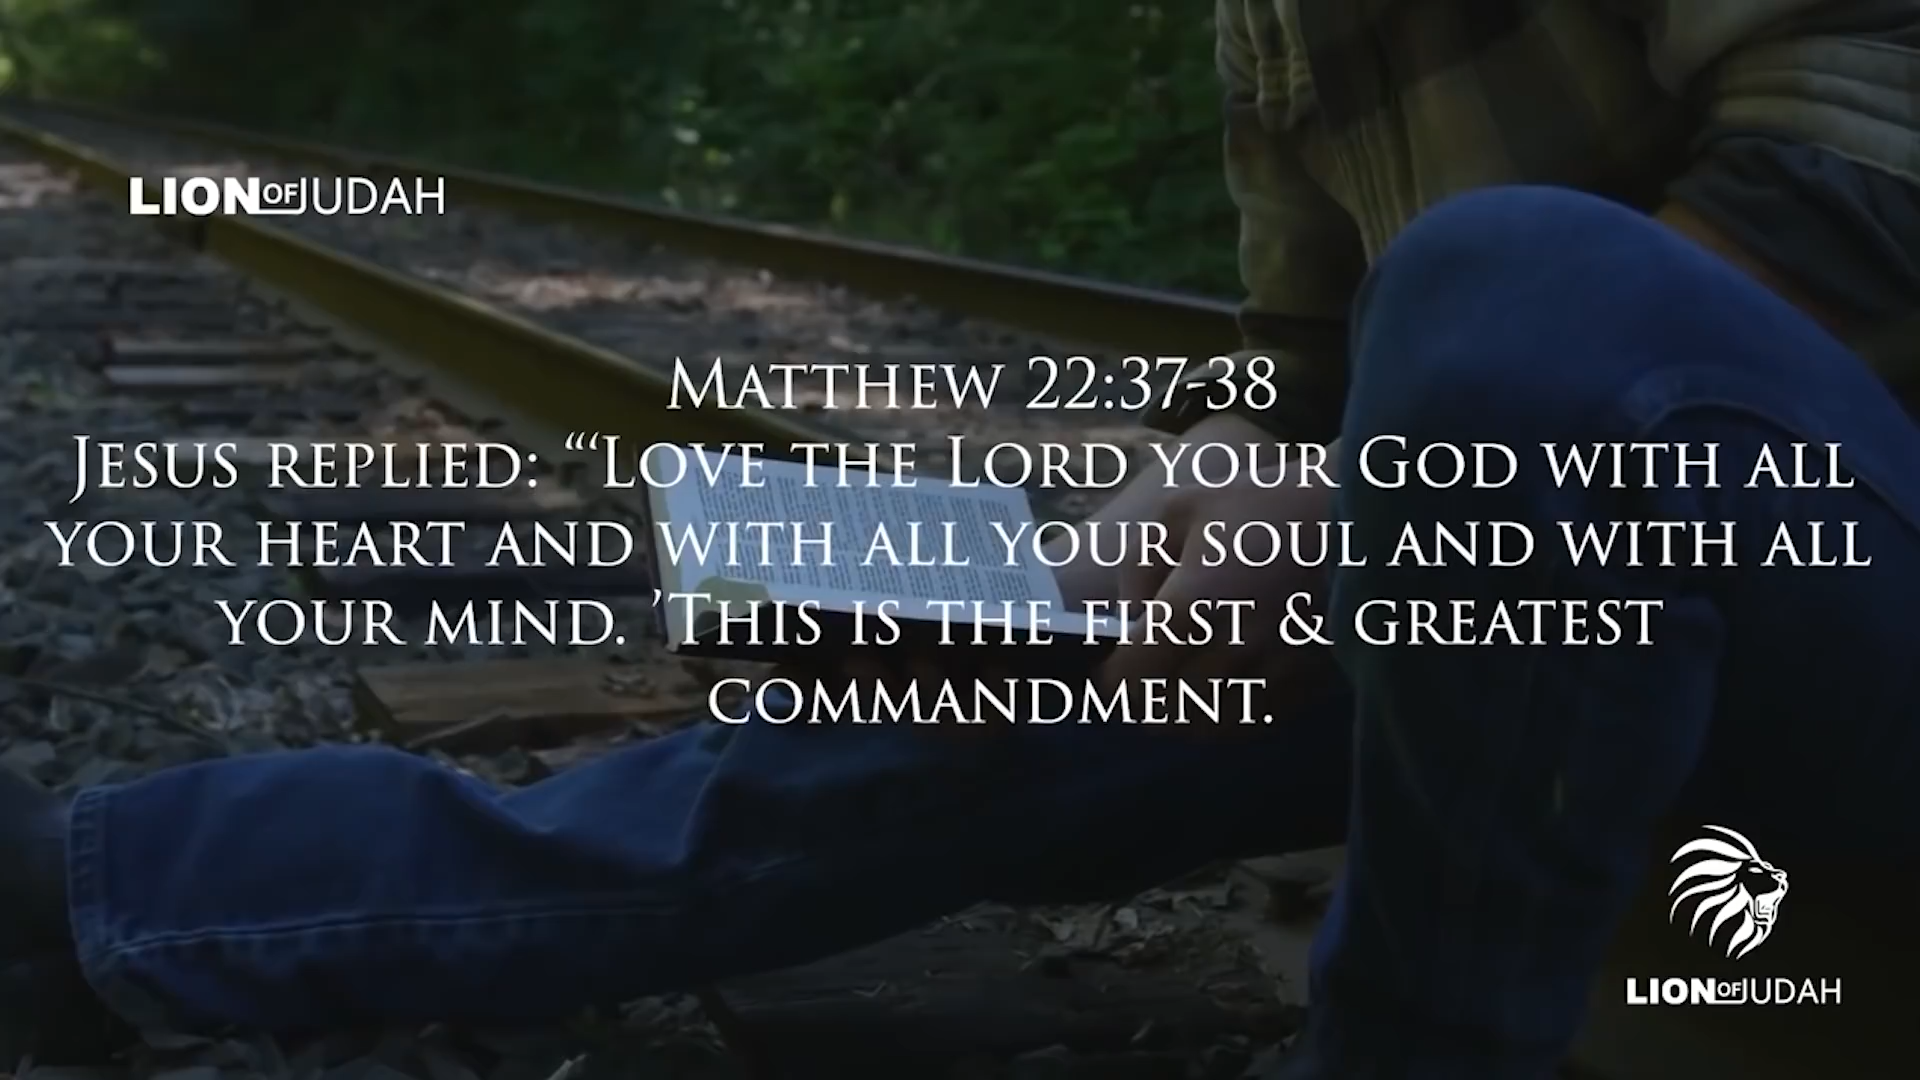 LION OF JUDAH
MATTHEW 22:37-38
JESUS REPLIED: “‘LOVE THE LORD YOUR GOD WITH ALL
YOUR HEART AND WITH ALL YOUR SOUL AND WITH ALL
YOUR MIND. ’THIS IS THE FIRST & GREATEST
COMMANDMENT.
LION OF JUDAH